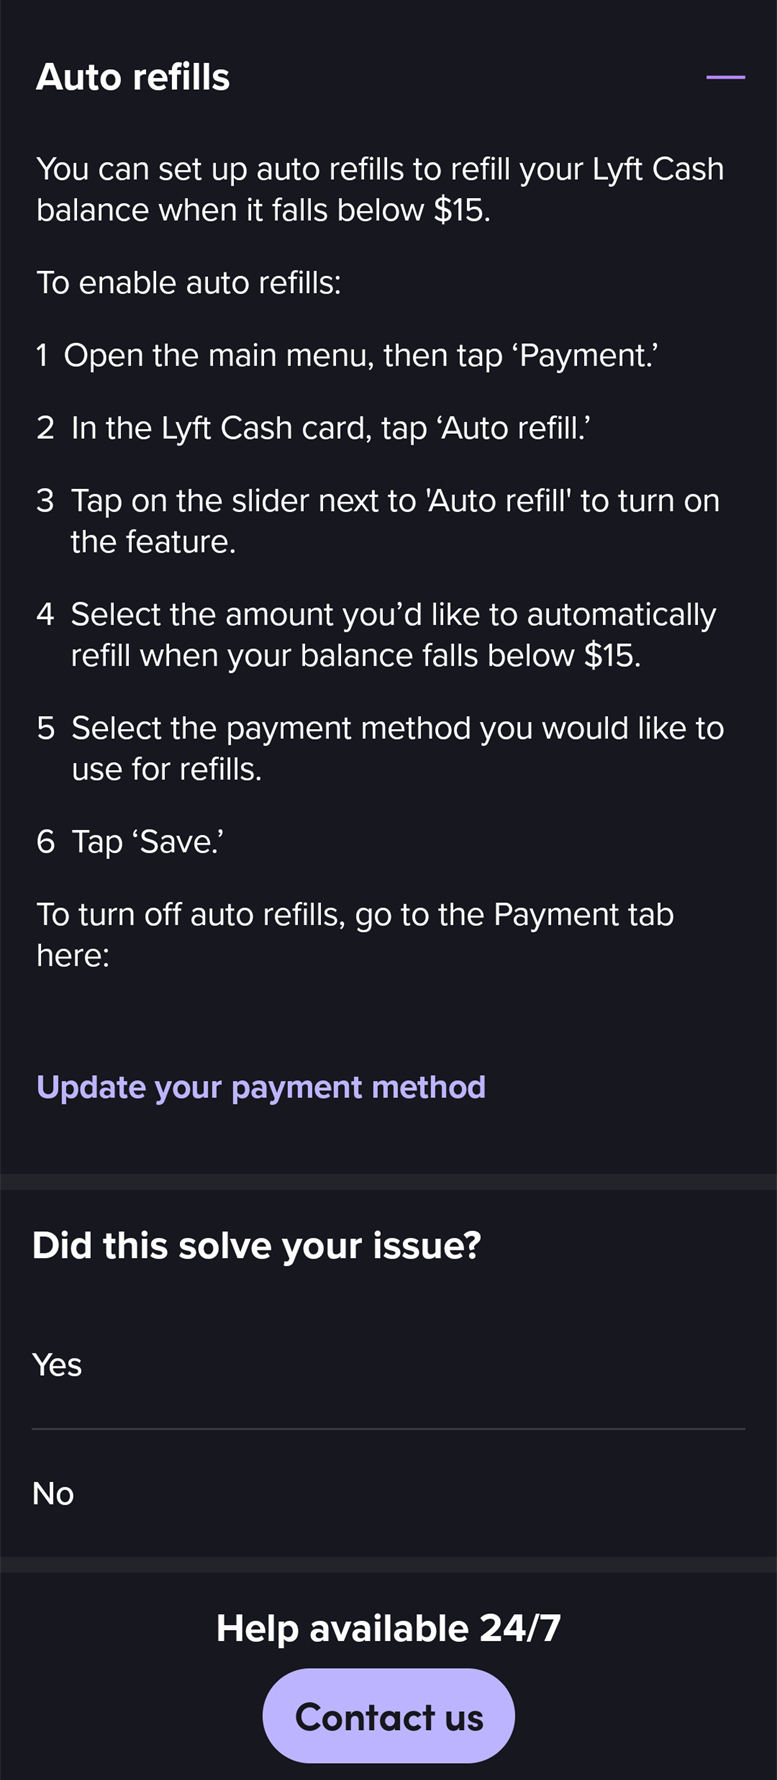 Auto refills
You can set up auto refills to refill your Lyft Cash
balance when it falls below $15.
To enable auto refills:
1 Open the main menu, then tap ‘Payment.’
2 In the Lyft Cash card, tap ‘Auto refill.’
3 Tap on the slider next to 'Auto refill' to turn on
the feature.
4 Select the amount you’d like to automatically
refill when your balance falls below $15.
5 Select the payment method you would like to
use for refills.
6 Tap ‘Save.’
To turn off auto refills, go to the Payment tab
here:
Update your payment method
Did this solve your issue?
Yes
No
Help available 24/7
Contact us